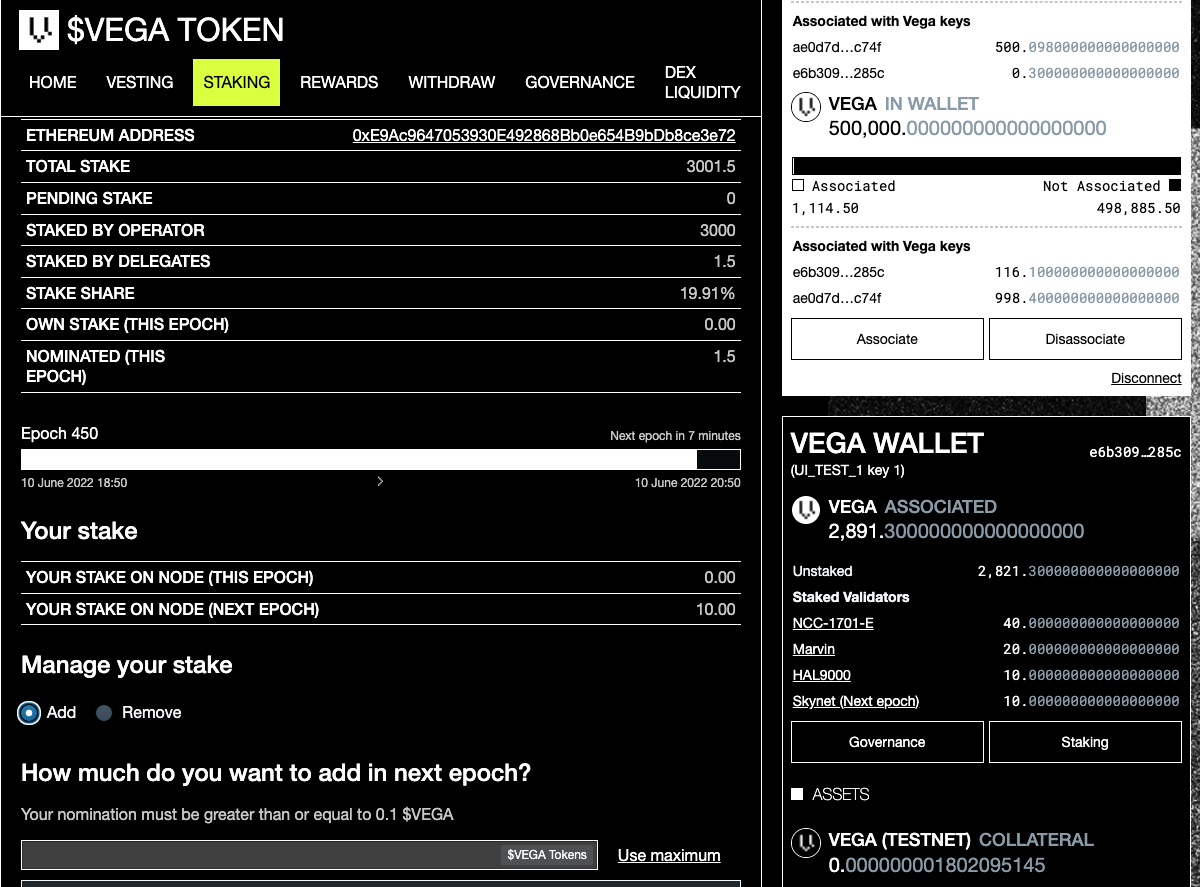 $VEGA TOKEN
HOME VESTING STAKING REWARDS WITHDRAW GOVERNANCE DEX LIQUIDITY
ETHEREUM ADDRESS 0xE9Ac9647053930E492868Bb0e654B9bDb8ce3e72
TOTAL STAKE 3001.5
PENDING STAKE 0
STAKED BY OPERATOR 3000
STAKED BY DELEGATES 1.5
STAKE SHARE 19.91%
OWN STAKE (THIS EPOCH) 0.00
NOMINATED (THIS EPOCH) 1.5
Epoch 450 Next epoch in 7 minutes
10 June 2022 18:50 10 June 2022 20:50
Your stake
YOUR STAKE ON NODE (THIS EPOCH) 0.00
YOUR STAKE ON NODE (NEXT EPOCH) 10.00
Manage your stake
Add Remove
How much do you want to add in next epoch?
Your nomination must be greater than or equal to 0.1 $VEGA
$VEGA Tokens Use maximum
Associated with Vega keys
ae0d7d…c74f 500.098000000000000000
e6b309…285c 0.300000000000000000
VEGA IN WALLET
500,000.000000000000000000
Associated Not Associated
1,114.50 498,885.50
Associated with Vega keys
e6b309…285c 116.100000000000000000
ae0d7d…c74f 998.400000000000000000
Associate Disassociate
Disconnect
VEGA WALLET e6b309…285c
(UI_TEST_1 key 1)
VEGA ASSOCIATED
2,891.300000000000000000
Unstaked 2,821.300000000000000000
Staked Validators
NCC-1701-E 40.000000000000000000
Marvin 20.000000000000000000
HAL9000 10.000000000000000000
Skynet (Next epoch) 10.000000000000000000
Governance Staking
ASSETS
VEGA (TESTNET) COLLATERAL
0.000000001802095145